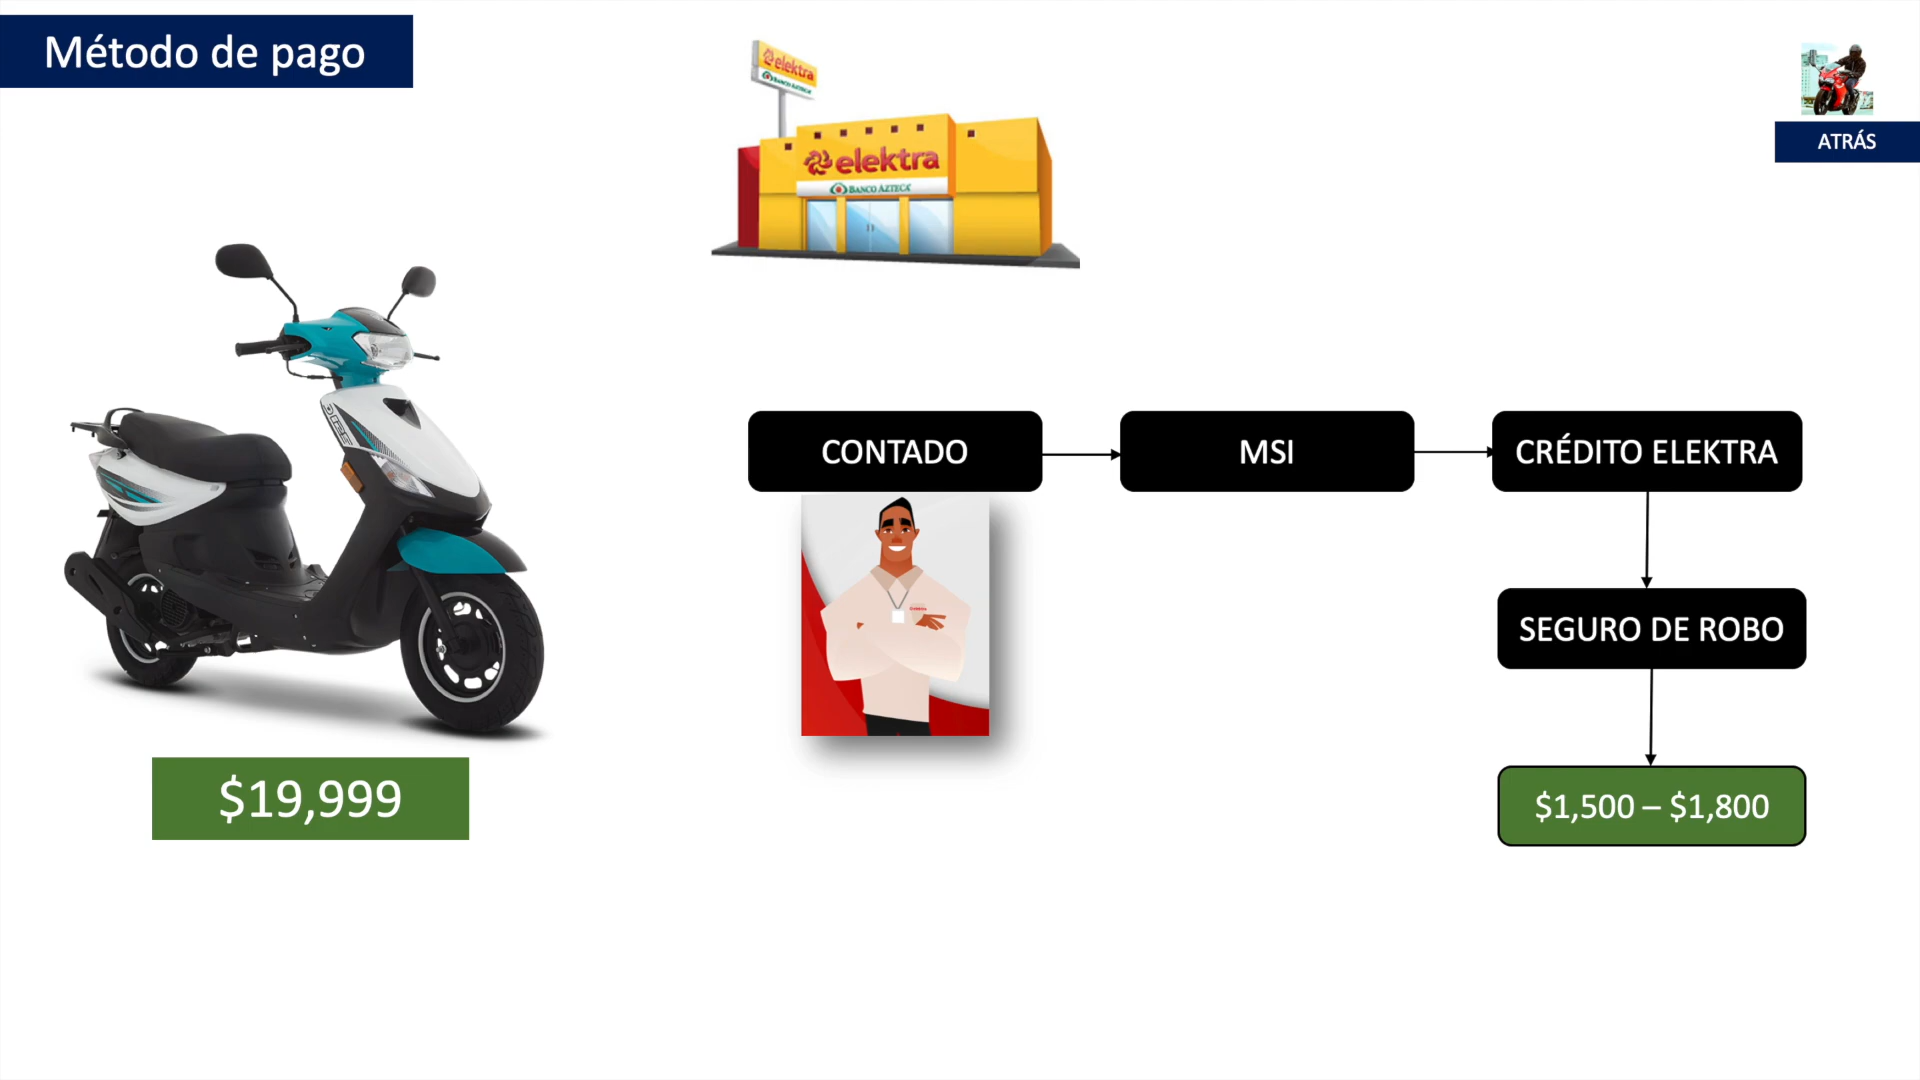 Método de pago
elektra
BANCO AZTECA
elektra
BANCO AZTECA
ATRÁS
CONTADO
MSI
CRÉDITO ELEKTRA
SEGURO DE ROBO
$1,500 – $1,800
$19,999